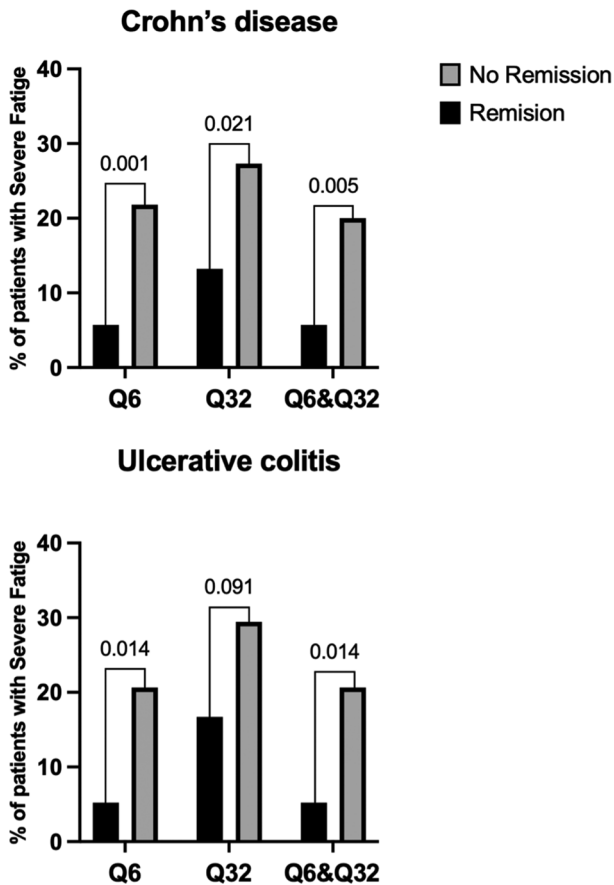 Crohn's disease
% of patients with Severe Fatige
40
30
20
10
0
0.001
0.021
0.005
Q6
Q32
Q6&Q32
No Remission
Remision
Ulcerative colitis
% of patients with Severe Fatige
40
30
20
10
0
0.014
0.091
0.014
Q6
Q32
Q6&Q32